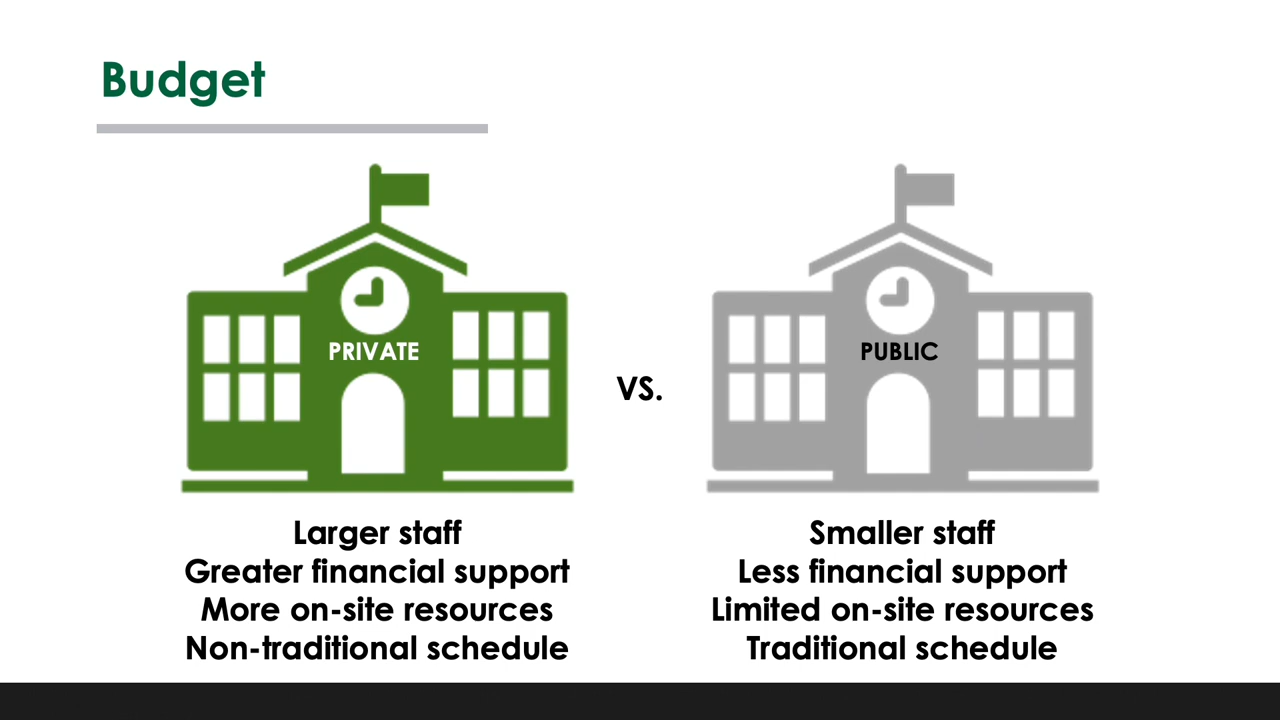 Budget
PRIVATE
VS.
PUBLIC
Larger staff
Greater financial support
More on-site resources
Non-traditional schedule
Smaller staff
Less financial support
Limited on-site resources
Traditional schedule